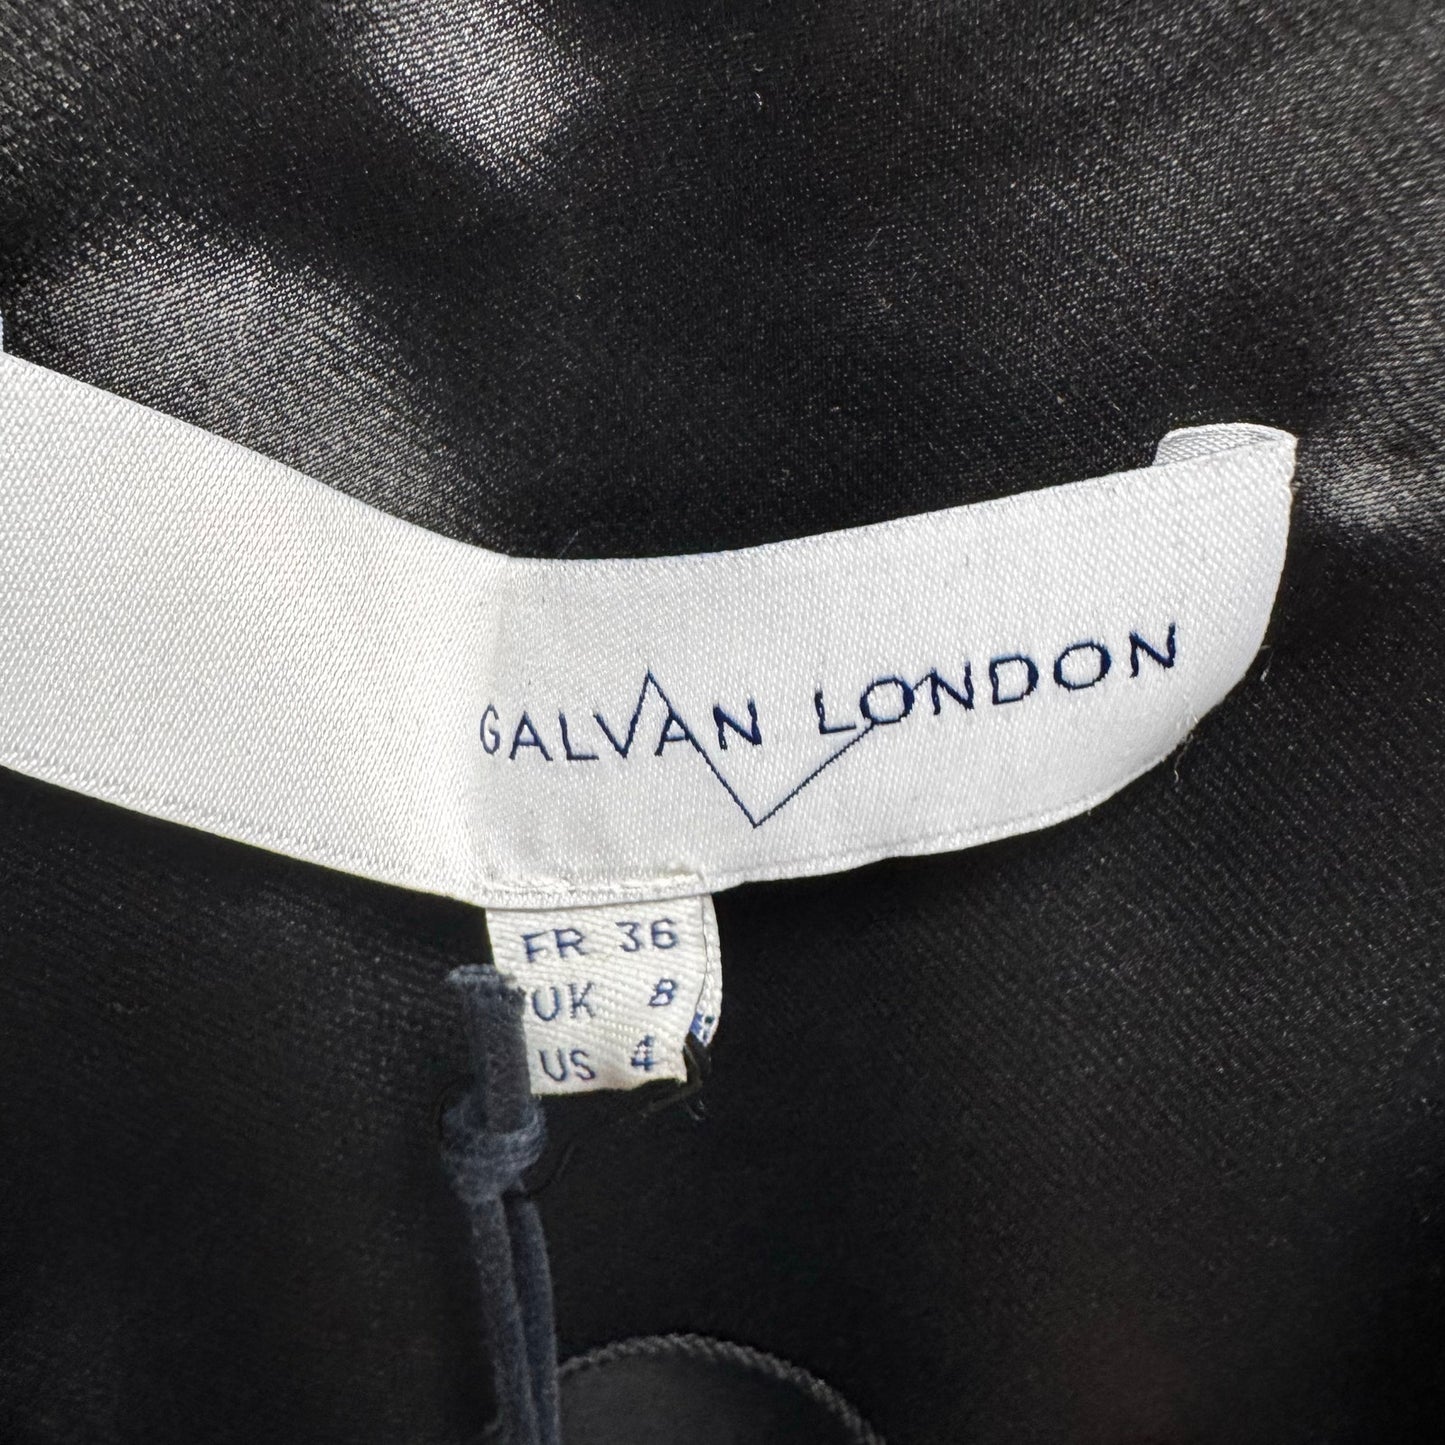 GALVAN LONDON
FR 36
UK 8
US 4